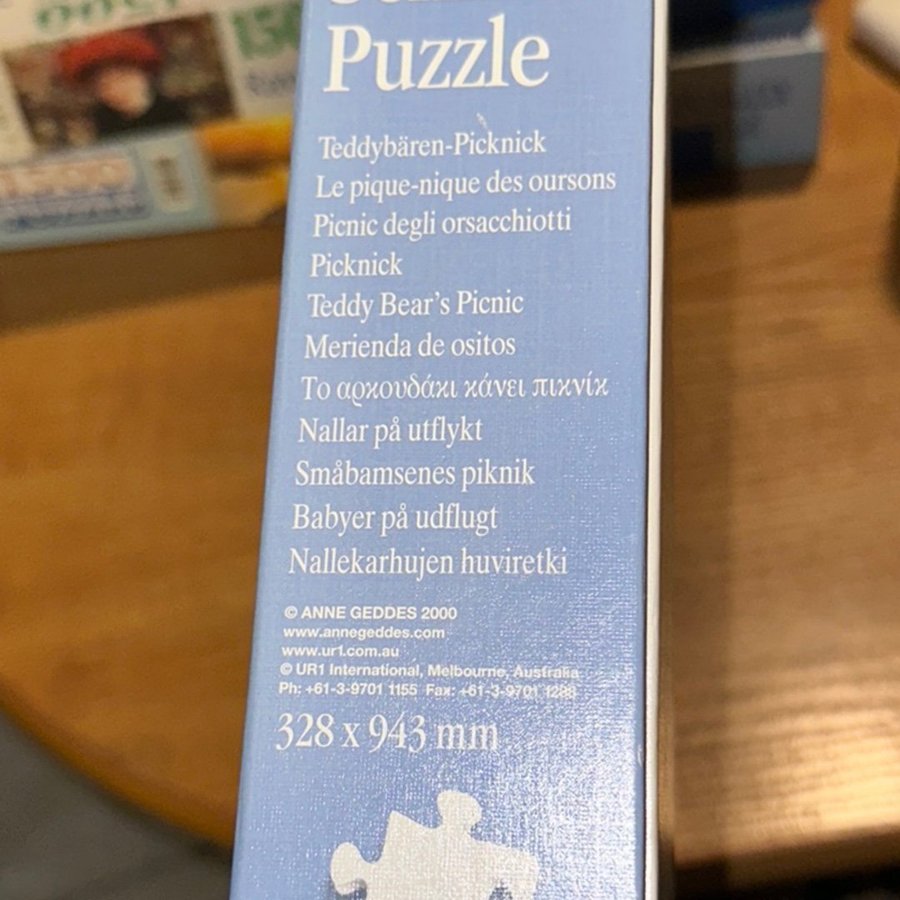 Puzzle
Teddybären-Picknick
Le pique-nique des oursons
Picnic degli orsacchiotti
Picknick
Teddy Bear's Picnic
Merienda de ositos
Το αρκουδάκι κάνει πικνίκ
Nallar på utflykt
Småbamsenes piknik
Babyer på udflugt
Nallekarhujen huviretki
© ANNE GEDDES 2000
www.annegeddes.com
www.ur1.com.au
© UR1 International, Melbourne, Australia
Ph: +61-3-9701 1155 Fax: +61-3-9701 1288
328 x 943 mm